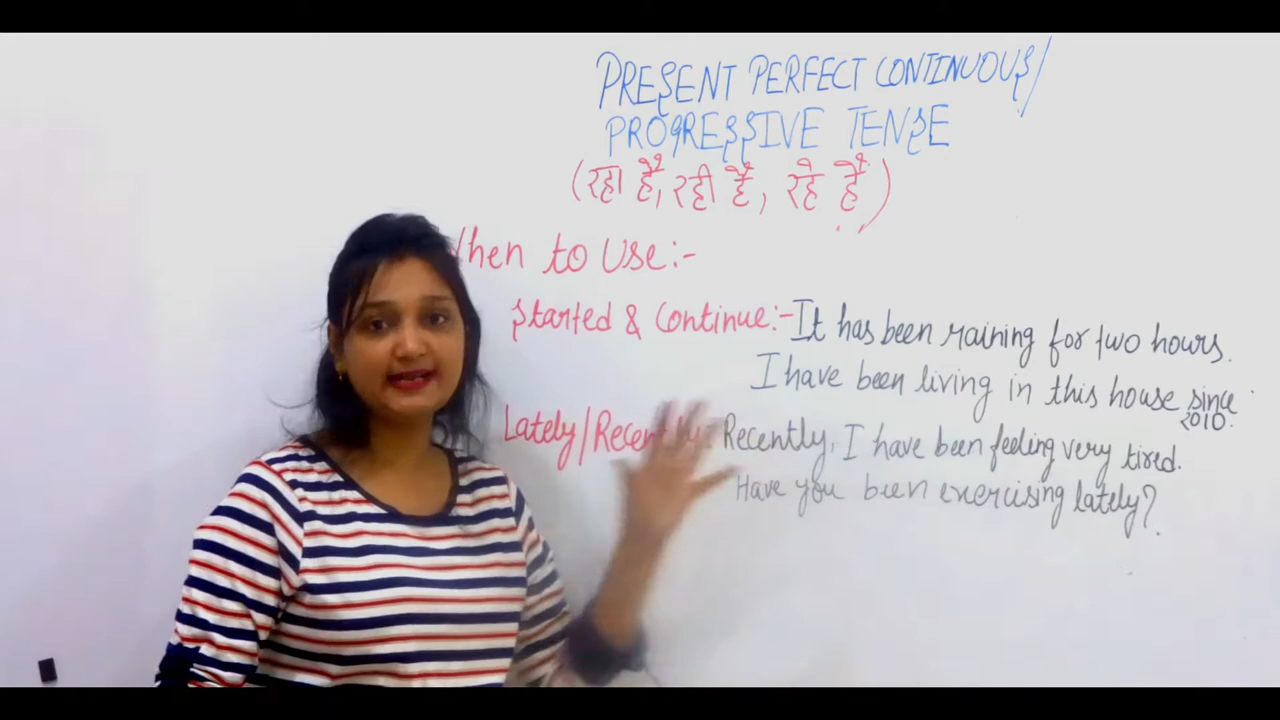 PRESENT PERFECT CONTINUOUS/
PROGRESSIVE TENSE
(रहा है, रही है, रहे हैं)
When to Use:-
Started & Continue:- It has been raining for two hours.
I have been living in this house since
2010.
Lately/Recently: Recently, I have been feeling very tired.
Have you been exercising lately?